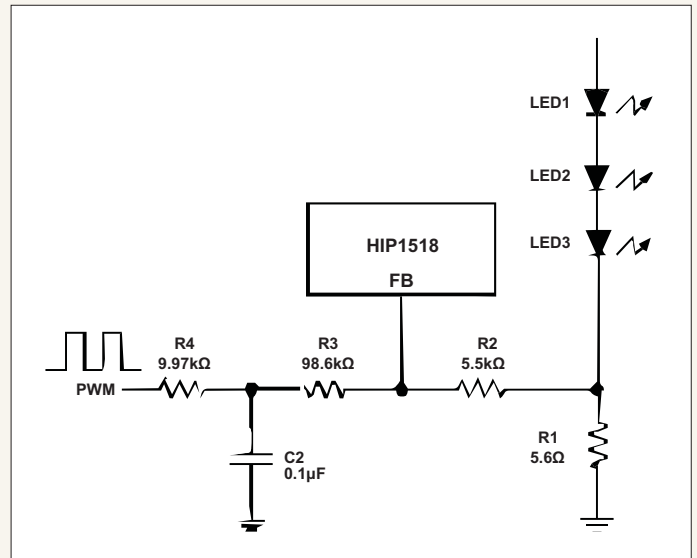 LED1
LED2
LED3
HIP1518
FB
R4
9.97kΩ
R3
98.6kΩ
R2
5.5kΩ
PWM
C2
0.1µF
R1
5.6Ω